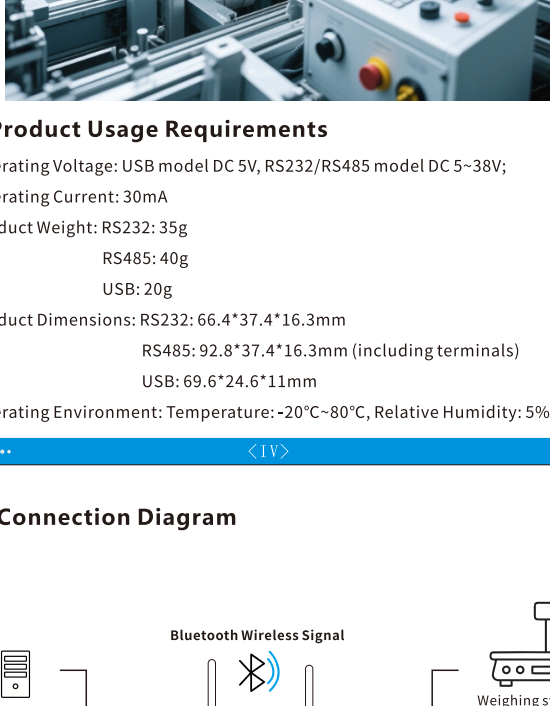 Product Usage Requirements
erating Voltage: USB model DC 5V, RS232/RS485 model DC 5~38V;
erating Current: 30mA
duct Weight: RS232: 35g
RS485: 40g
USB: 20g
duct Dimensions: RS232: 66.4*37.4*16.3mm
RS485: 92.8*37.4*16.3mm (including terminals)
USB: 69.6*24.6*11mm
erating Environment: Temperature: -20℃~80℃, Relative Humidity: 5%
〈IV〉
Connection Diagram
Bluetooth Wireless Signal
Weighing s